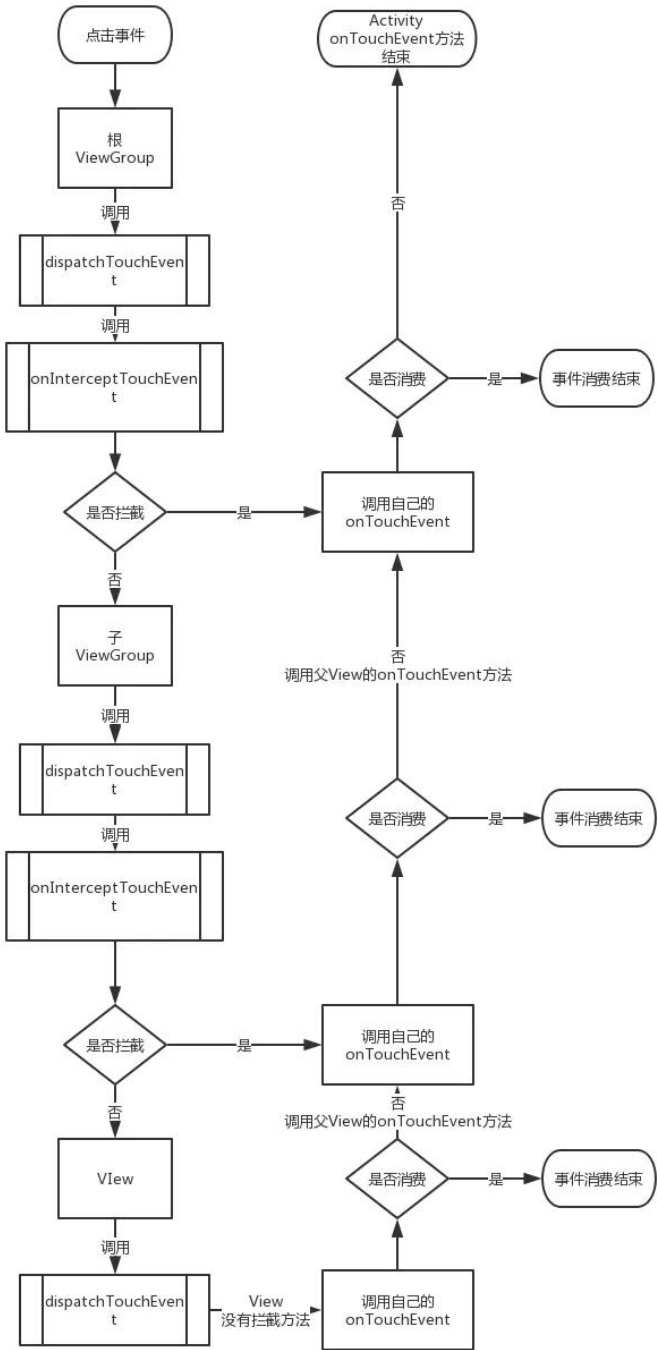 点击事件
Activity
onTouchEvent方法
结束
根
ViewGroup
调用
否
dispatchTouchEven
t
调用
onInterceptTouchEven
t
是否消费
是
事件消费结束
是否拦截
是
调用自己的
onTouchEvent
否
子
ViewGroup
否
调用父View的onTouchEvent方法
调用
dispatchTouchEven
t
是否消费
是
事件消费结束
调用
onInterceptTouchEven
t
是否拦截
是
调用自己的
onTouchEvent
否
否
调用父View的onTouchEvent方法
VIew
是否消费
是
事件消费结束
调用
dispatchTouchEven
t
View
没有拦截方法
调用自己的
onTouchEvent